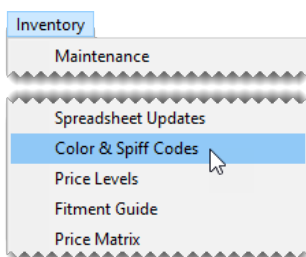 Inventory
Maintenance
Spreadsheet Updates
Color & Spiff Codes
Price Levels
Fitment Guide
Price Matrix